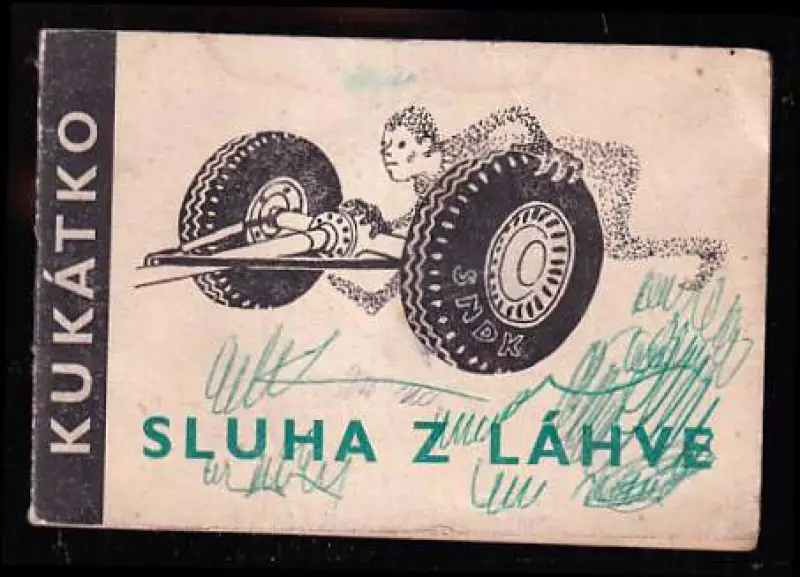 KUKÁTKO
SNDK
SLUHA Z LÁHVE